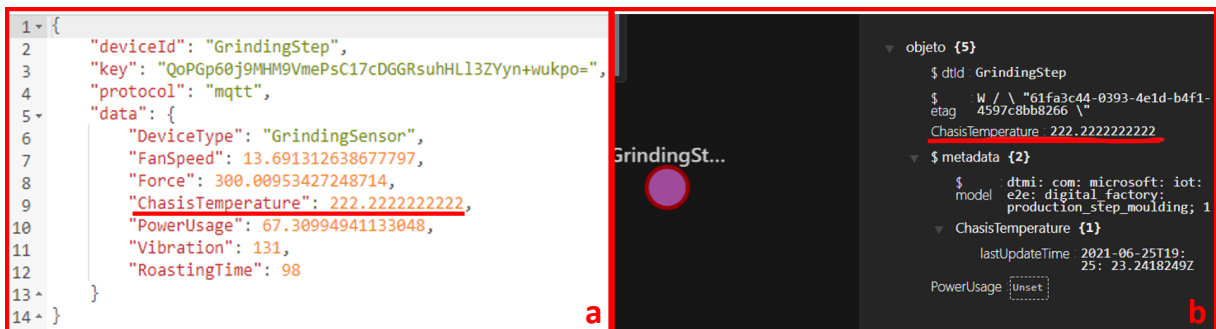 1 {
2 "deviceId": "GrindingStep",
3 "key": "QoPGp60j9MHM9VmePsC17cDGGRsuhHLl3ZYyn+wukpo=",
4 "protocol": "mqtt",
5 "data": {
6 "DeviceType": "GrindingSensor",
7 "FanSpeed": 13.691312638677797,
8 "Force": 300.00953427248714,
9 "ChasisTemperature": 222.2222222222,
10 "PowerUsage": 67.30994941133048,
11 "Vibration": 131,
12 "RoastingTime": 98
13 }
14 }
a
GrindingSt...
objeto {5}
$ dtId : GrindingStep
$ : W / \ "61fa3c44-0393-4e1d-b4f1-
etag 4597c8bb8266 \"
ChasisTemperature : 222.2222222222
$ metadata {2}
$ : dtmi: com: microsoft: iot:
model e2e: digital_factory:
production_step_moulding; 1
ChasisTemperature {1}
lastUpdateTime : 2021-06-25T19:
25: 23.2418249Z
PowerUsage : Unset
b